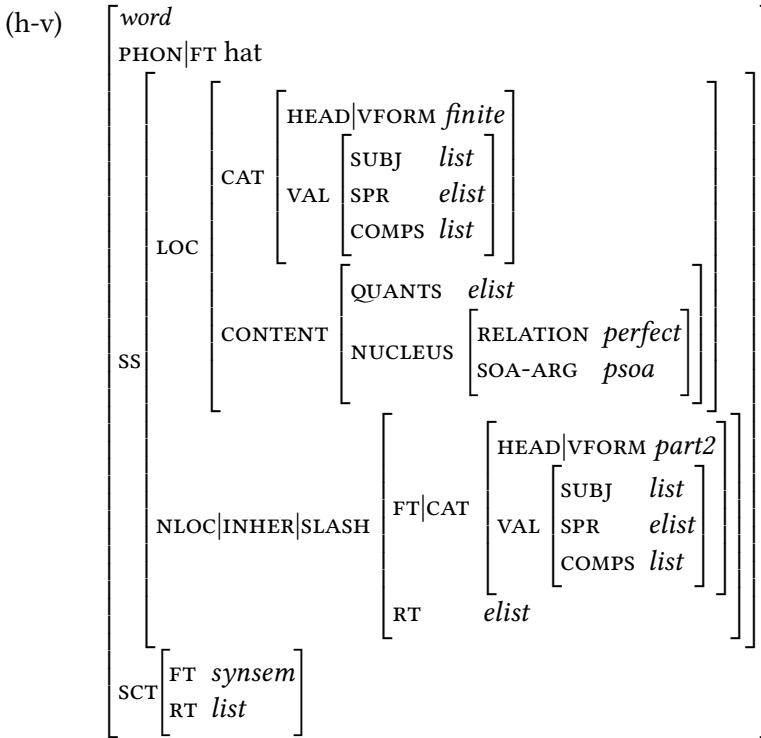 (h-v)
word
PHON|FT hat
HEAD|VFORM finite
SUBJ list
CAT
VAL SPR elist
COMPS list
LOC
QUANTS elist
CONTENT
RELATION perfect
NUCLEUS
SOA-ARG psoa
SS
HEAD|VFORM part2
SUBJ list
FT|CAT
VAL SPR elist
NLOC|INHER|SLASH
COMPS list
RT elist
FT synsem
SCT
RT list